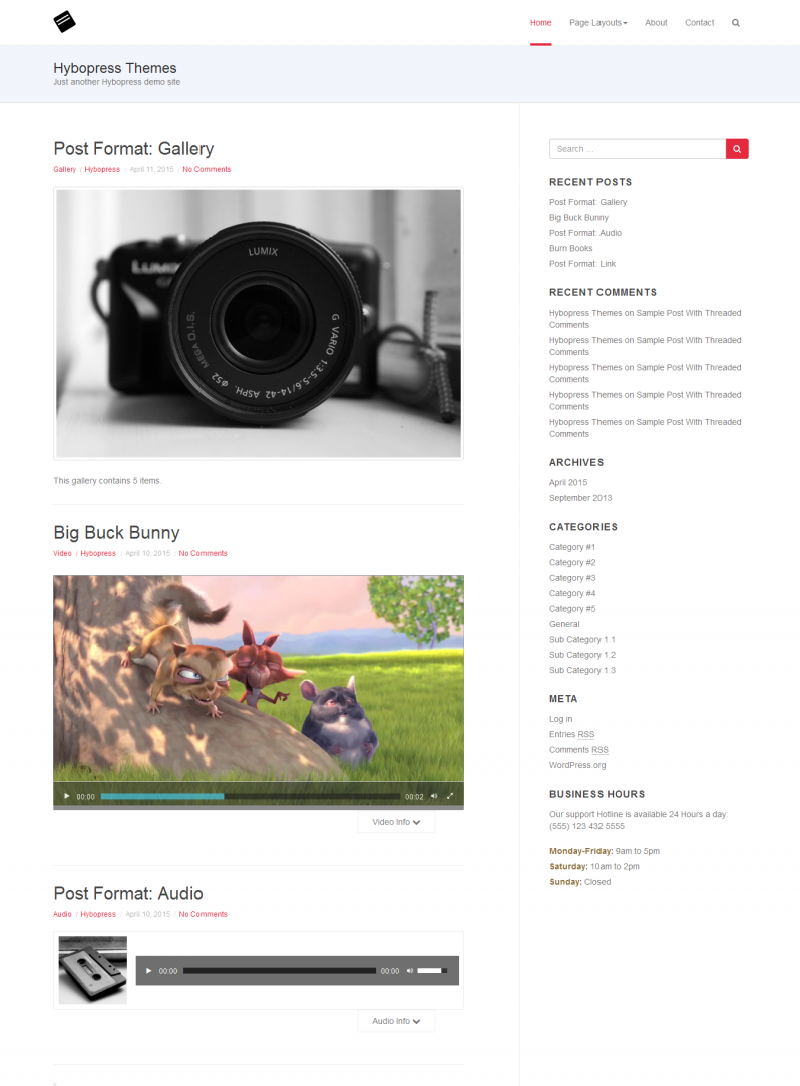 Home Page Layouts About Contact
Hybopress Themes
Just another Hybopress demo site
Post Format: Gallery
Gallery / Hybopress / April 11, 2015 / No Comments
LUMIX
LUMIX
MEGA O.I.S.
G VARIO 1:3.5-5.6/14-42 ASPH. ø52
This gallery contains 5 items.
Big Buck Bunny
Video / Hybopress / April 10, 2015 / No Comments
00:00 00:02
Video Info
Post Format: Audio
Audio / Hybopress / April 10, 2015 / No Comments
00:00 00:00
Audio Info
Search …
RECENT POSTS
Post Format: Gallery
Big Buck Bunny
Post Format: Audio
Burn Books
Post Format: Link
RECENT COMMENTS
Hybopress Themes on Sample Post With Threaded
Comments
Hybopress Themes on Sample Post With Threaded
Comments
Hybopress Themes on Sample Post With Threaded
Comments
Hybopress Themes on Sample Post With Threaded
Comments
Hybopress Themes on Sample Post With Threaded
Comments
ARCHIVES
April 2015
September 2013
CATEGORIES
Category #1
Category #2
Category #3
Category #4
Category #5
General
Sub Category 1.1
Sub Category 1.2
Sub Category 1.3
META
Log in
Entries RSS
Comments RSS
WordPress.org
BUSINESS HOURS
Our support Hotline is available 24 Hours a day:
(555) 123 432 5555
Monday-Friday: 9am to 5pm
Saturday: 10am to 2pm
Sunday: Closed